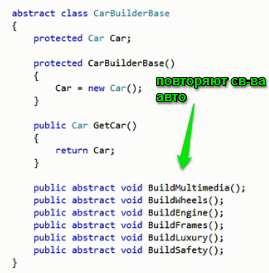 abstract class CarBuilderBase
{
protected Car Car;
protected CarBuilderBase()
{
Car = new Car();
}
public Car GetCar()
{
return Car;
}
public abstract void BuildMultimedia();
public abstract void BuildWheels();
public abstract void BuildEngine();
public abstract void BuildFrames();
public abstract void BuildLuxury();
public abstract void BuildSafety();
}
повторяют св-ва
авто